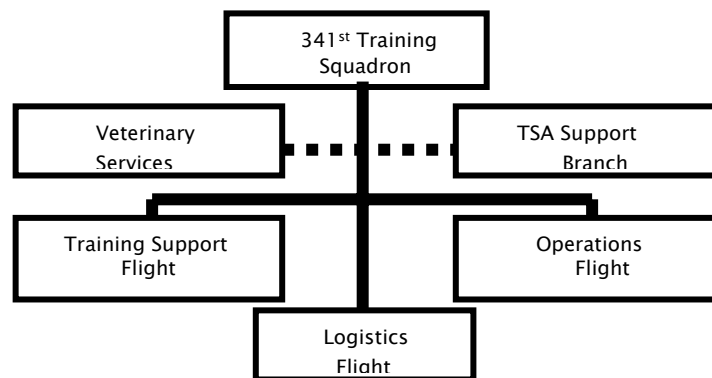 341st Training
Squadron
Veterinary
Services
TSA Support
Branch
Training Support
Flight
Operations
Flight
Logistics
Flight